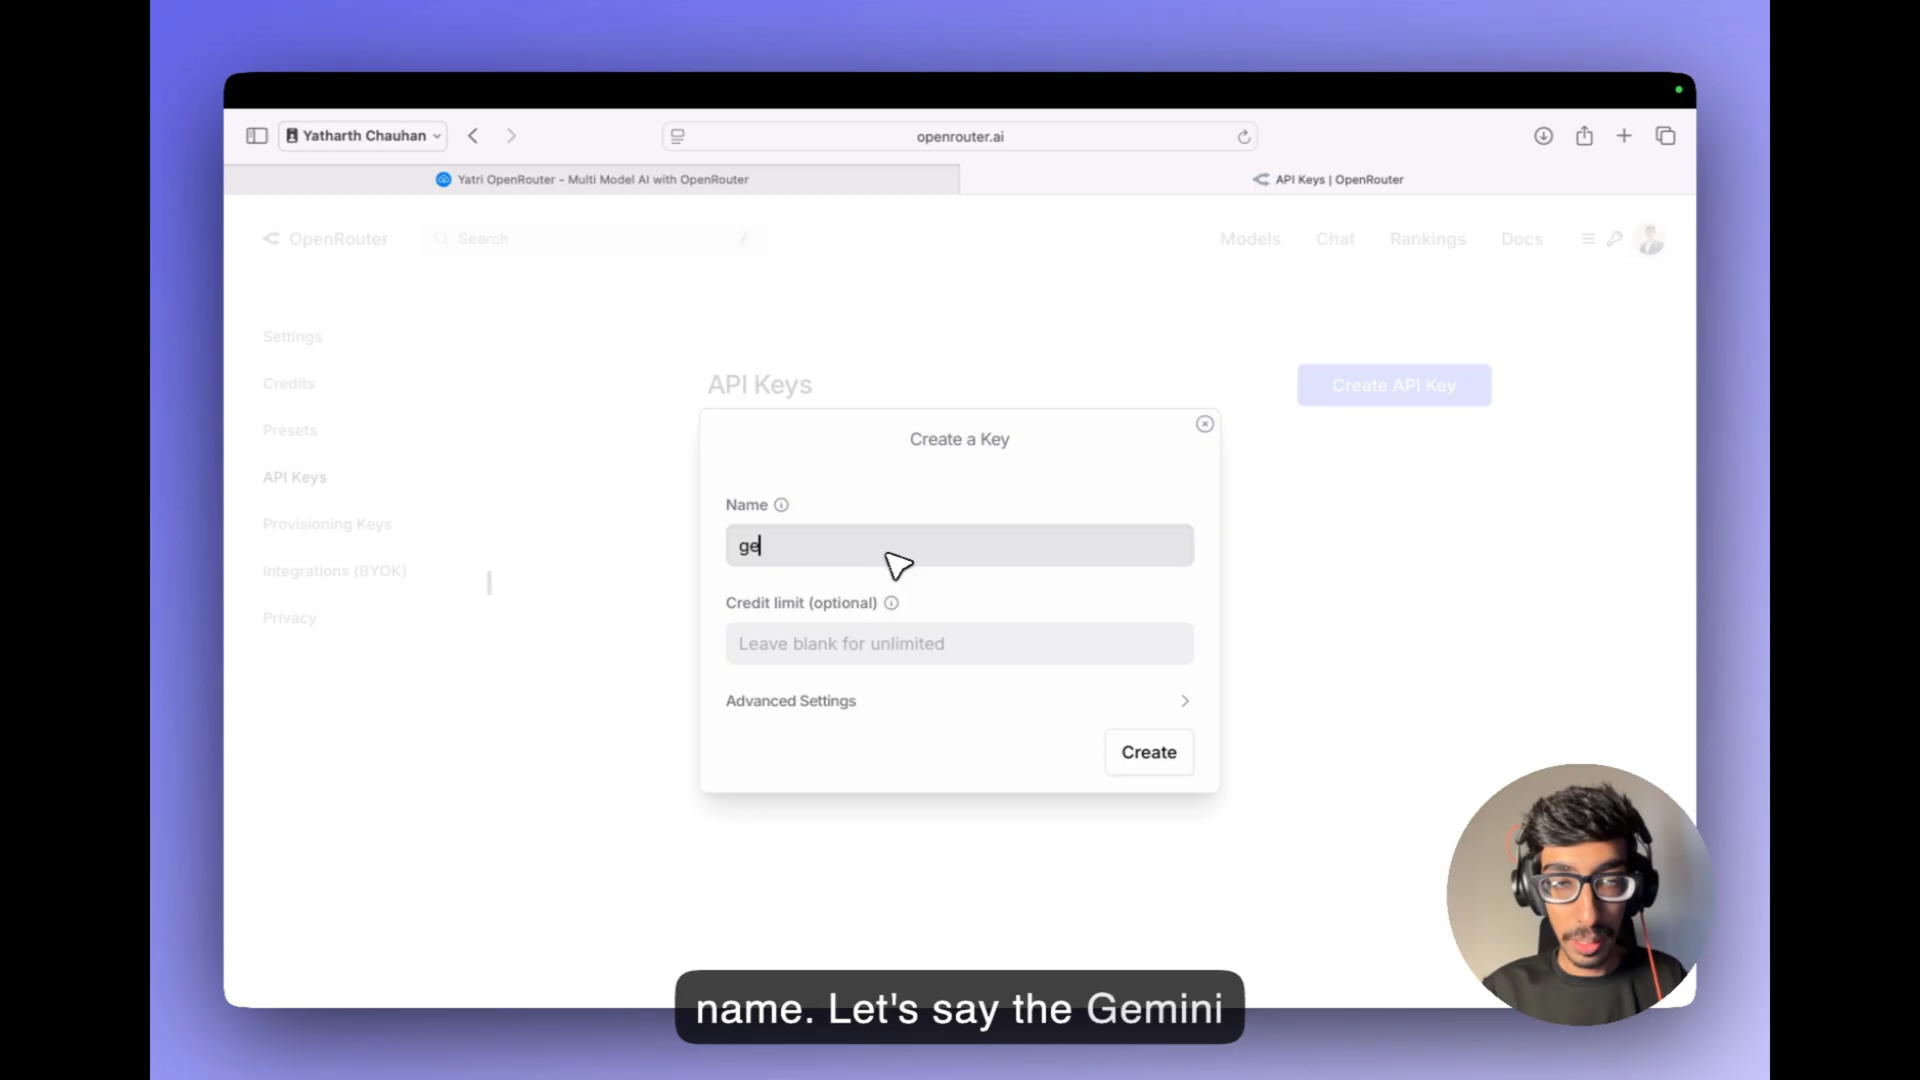 Yatharth Chauhan
openrouter.ai
Yatri OpenRouter - Multi Model AI with OpenRouter
API Keys | OpenRouter
OpenRouter
Search
/
Models
Chat
Rankings
Docs
Settings
Credits
Presets
API Keys
Provisioning Keys
Integrations (BYOK)
Privacy
API Keys
Create API Key
Create a Key
Name
ge
Credit limit (optional)
Leave blank for unlimited
Advanced Settings
Create
name. Let's say the Gemini